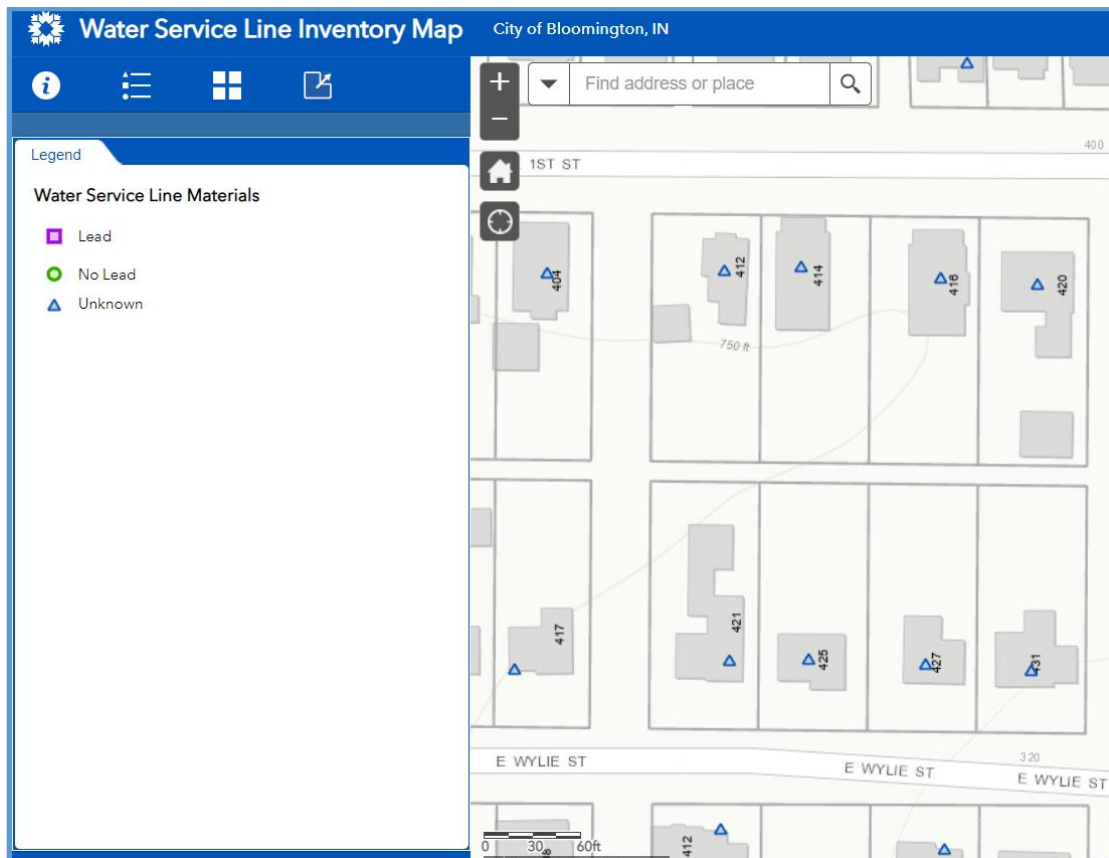 Water Service Line Inventory Map
City of Bloomington, IN
Find address or place
Legend
Water Service Line Materials
Lead
No Lead
Unknown
400
1ST ST
404
412
414
416
420
750 ft
417
421
425
427
431
E WYLIE ST
E WYLIE ST
320
E WYLIE ST
0 30 60ft
412